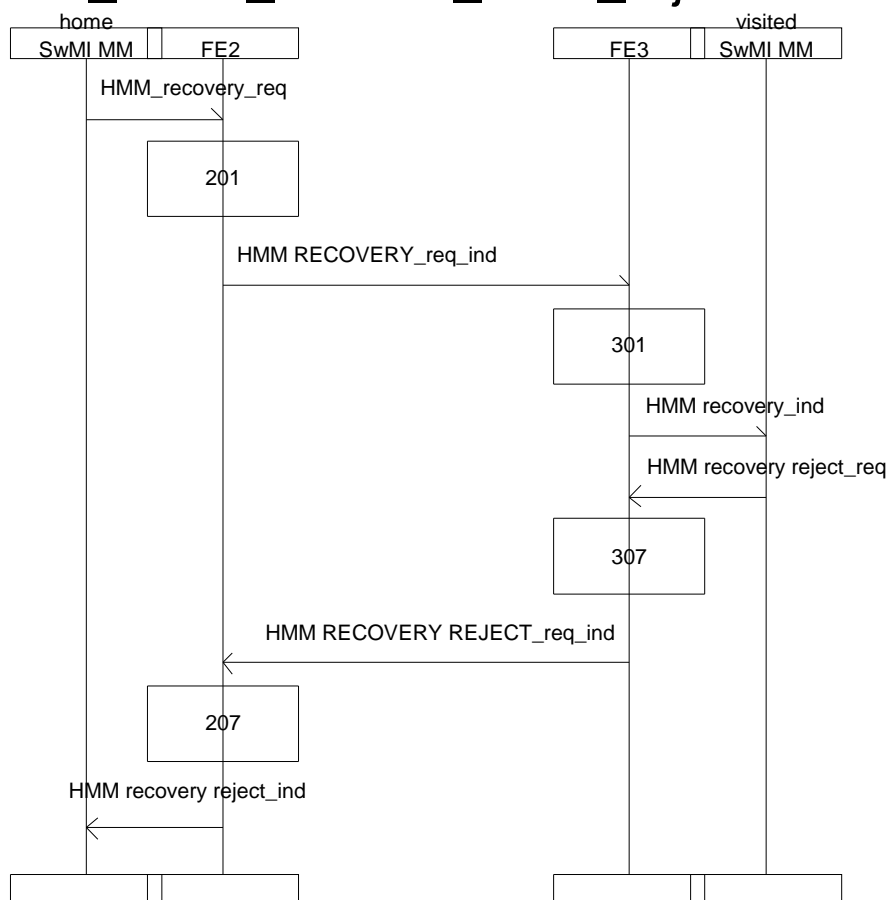 home
visited
SwMI MM
FE2
FE3
SwMI MM
HMM_recovery_req
201
HMM RECOVERY_req_ind
301
HMM recovery_ind
HMM recovery reject_req
307
HMM RECOVERY REJECT_req_ind
207
HMM recovery reject_ind